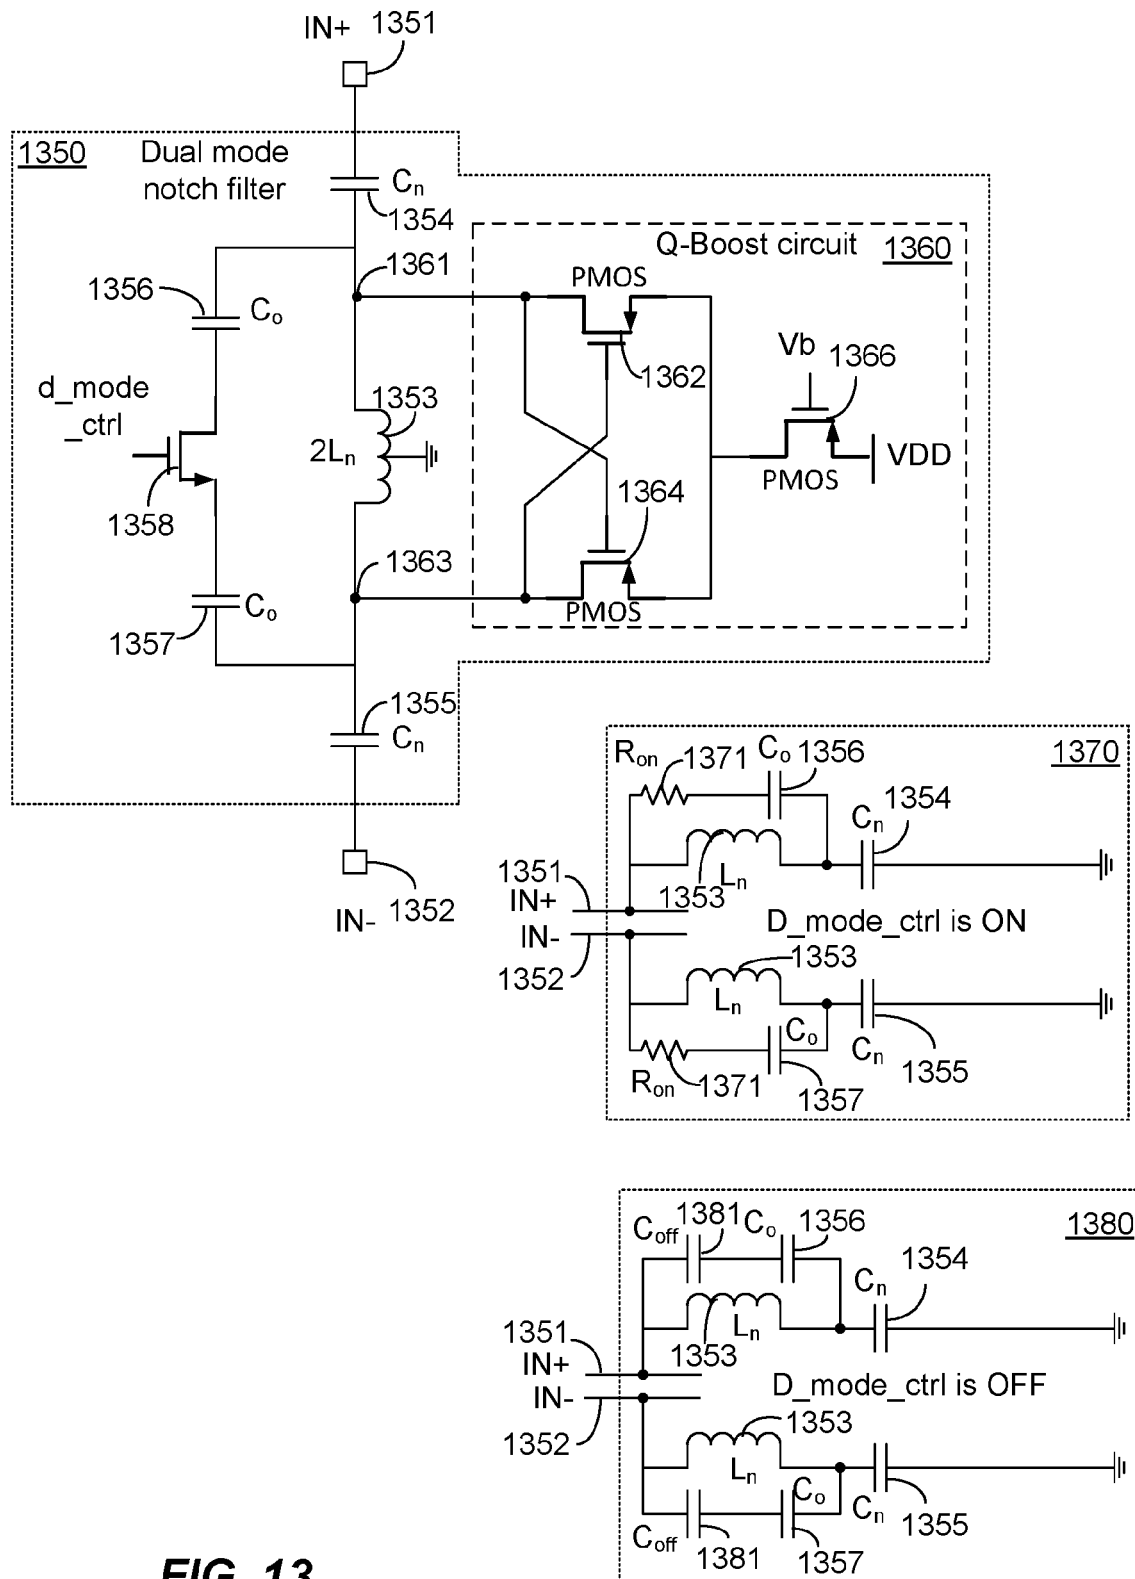 IN+ 1351
1350 Dual mode
notch filter
Cn
1354
Q-Boost circuit 1360
1361
PMOS
1356
Co
Vb
1366
1362
d_mode
_ctrl
1353
2Ln
VDD
PMOS
1364
1358
1363
Co
PMOS
1357
1355
Cn
IN- 1352
1370
Ron 1371 Co 1356
Cn 1354
1351
1353 Ln
IN+
D_mode_ctrl is ON
IN-
1352
1353
Ln
Co
Cn
1355
Ron 1371
1357
1380
Coff 1381 Co 1356
Cn 1354
1351
1353 Ln
IN+
D_mode_ctrl is OFF
IN-
1352
1353
Ln
Co
Cn
1355
Coff
1381 1357
FIG. 13